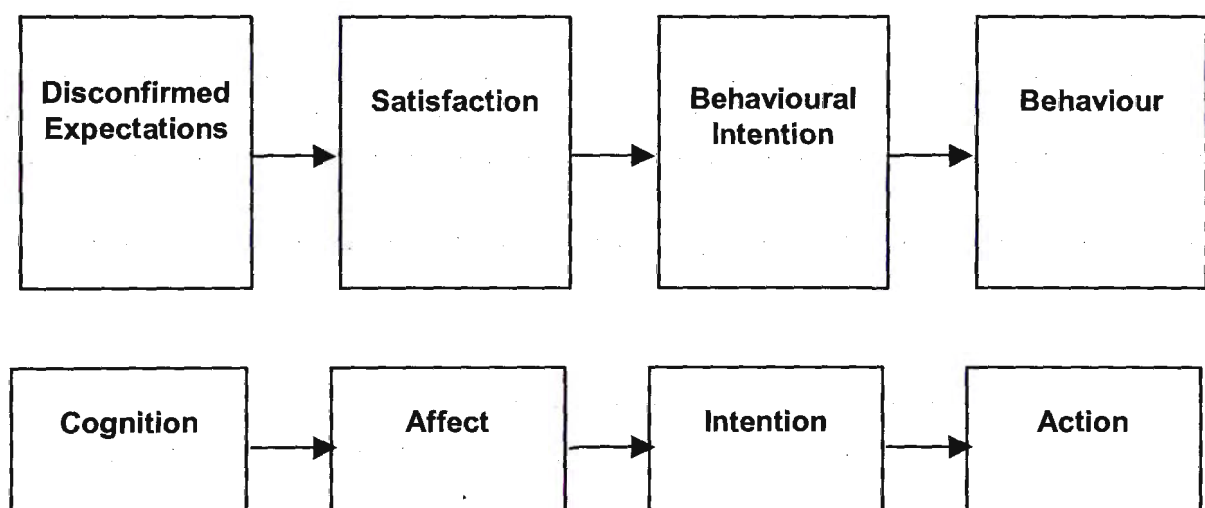 Disconfirmed
Expectations
Satisfaction
Behavioural
Intention
Behaviour
Cognition
Affect
Intention
Action